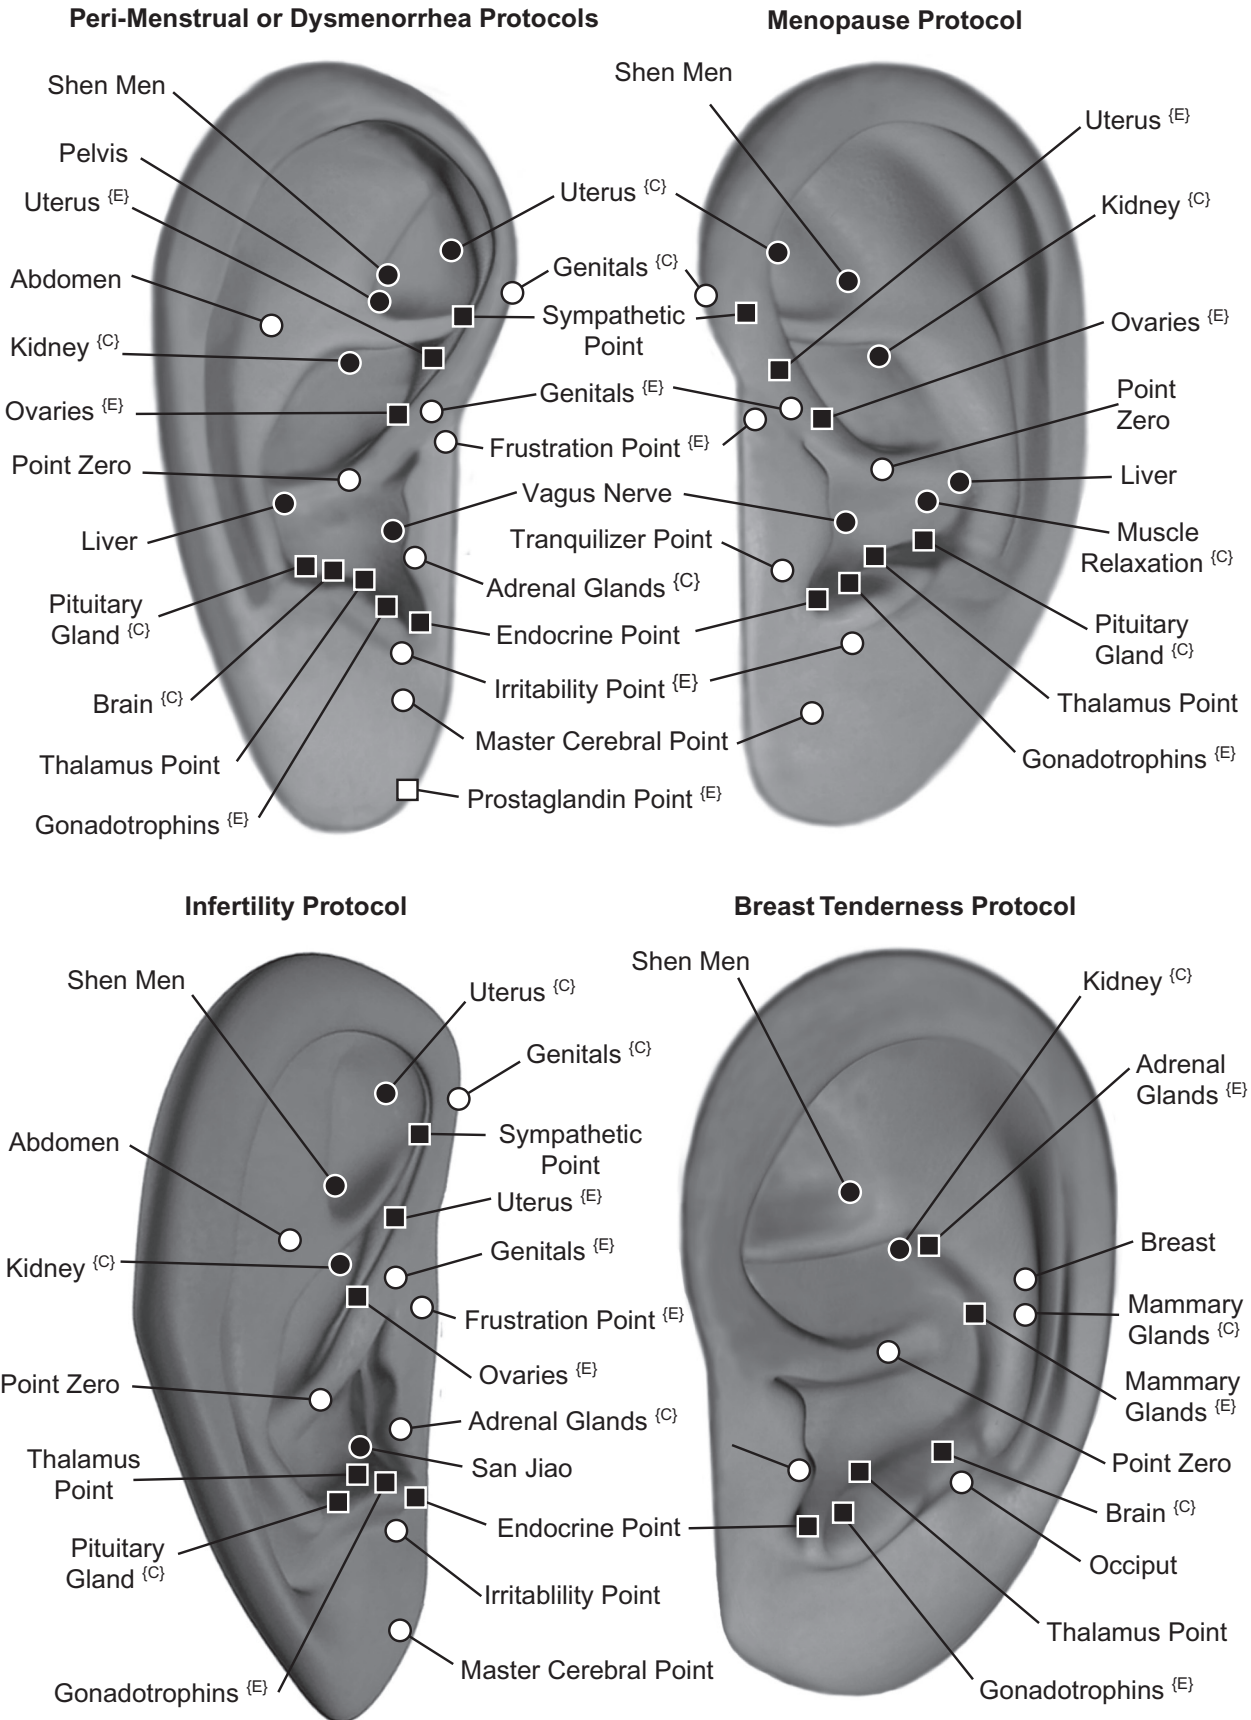 Peri-Menstrual or Dysmenorrhea Protocols
Menopause Protocol
Shen Men
Pelvis
Uterus {E}
Abdomen
Kidney {C}
Ovaries {E}
Point Zero
Liver
Pituitary
Gland {C}
Brain {C}
Thalamus Point
Gonadotrophins {E}
Uterus {C}
Genitals {C}
Sympathetic
Point
Genitals {E}
Frustration Point {E}
Vagus Nerve
Tranquilizer Point
Adrenal Glands {C}
Endocrine Point
Irritability Point {E}
Master Cerebral Point
Prostaglandin Point {E}
Shen Men
Uterus {E}
Kidney {C}
Ovaries {E}
Point
Zero
Liver
Muscle
Relaxation {C}
Pituitary
Gland {C}
Thalamus Point
Gonadotrophins {E}
Infertility Protocol
Breast Tenderness Protocol
Shen Men
Abdomen
Kidney {C}
Point Zero
Thalamus
Point
Pituitary
Gland {C}
Gonadotrophins {E}
Uterus {C}
Genitals {C}
Sympathetic
Point
Uterus {E}
Genitals {E}
Frustration Point {E}
Ovaries {E}
Adrenal Glands {C}
San Jiao
Endocrine Point
Irritablility Point
Master Cerebral Point
Shen Men
Kidney {C}
Adrenal
Glands {E}
Breast
Mammary
Glands {C}
Mammary
Glands {E}
Point Zero
Brain {C}
Occiput
Thalamus Point
Gonadotrophins {E}